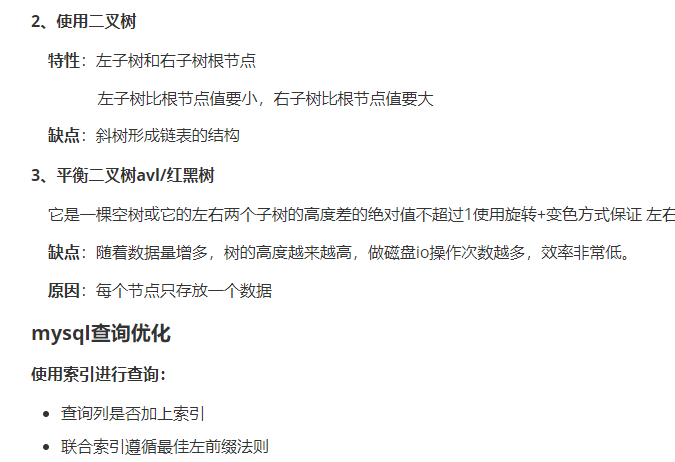 2、使用二叉树
特性：左子树和右子树根节点
左子树比根节点值要小，右子树比根节点值要大
缺点：斜树形成链表的结构
3、平衡二叉树avl/红黑树
它是一棵空树或它的左右两个子树的高度差的绝对值不超过1使用旋转+变色方式保证 左右
缺点：随着数据量增多，树的高度越来越高，做磁盘io操作次数越多，效率非常低。
原因：每个节点只存放一个数据
mysql查询优化
使用索引进行查询：
• 查询列是否加上索引
• 联合索引遵循最佳左前缀法则